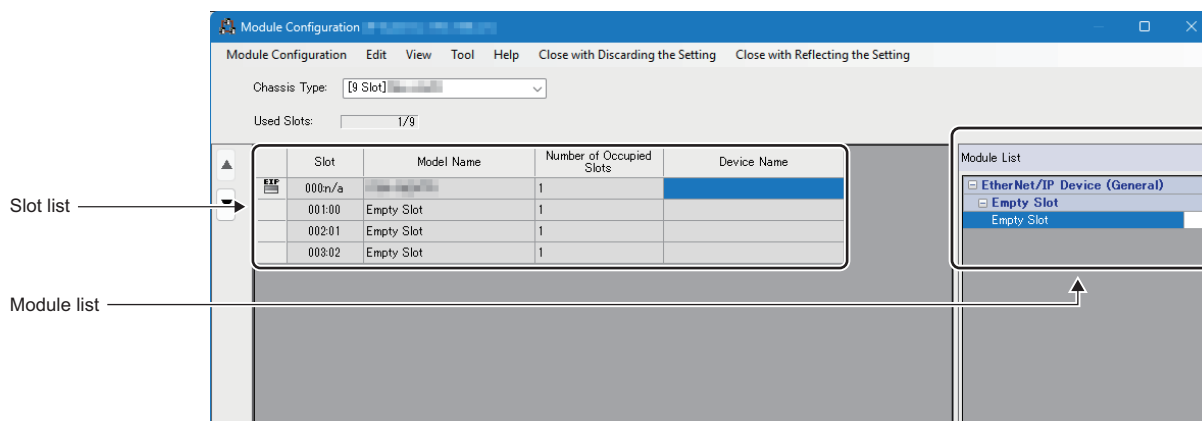 Module Configuration
Module Configuration Edit View Tool Help Close with Discarding the Setting Close with Reflecting the Setting
Chassis Type: [9 Slot]
Used Slots: 1/9
Slot Model Name Number of Occupied Slots Device Name
EIP 000:n/a 1
001:00 Empty Slot 1
002:01 Empty Slot 1
003:02 Empty Slot 1
Module List
EtherNet/IP Device (General)
Empty Slot
Empty Slot
Slot list
Module list